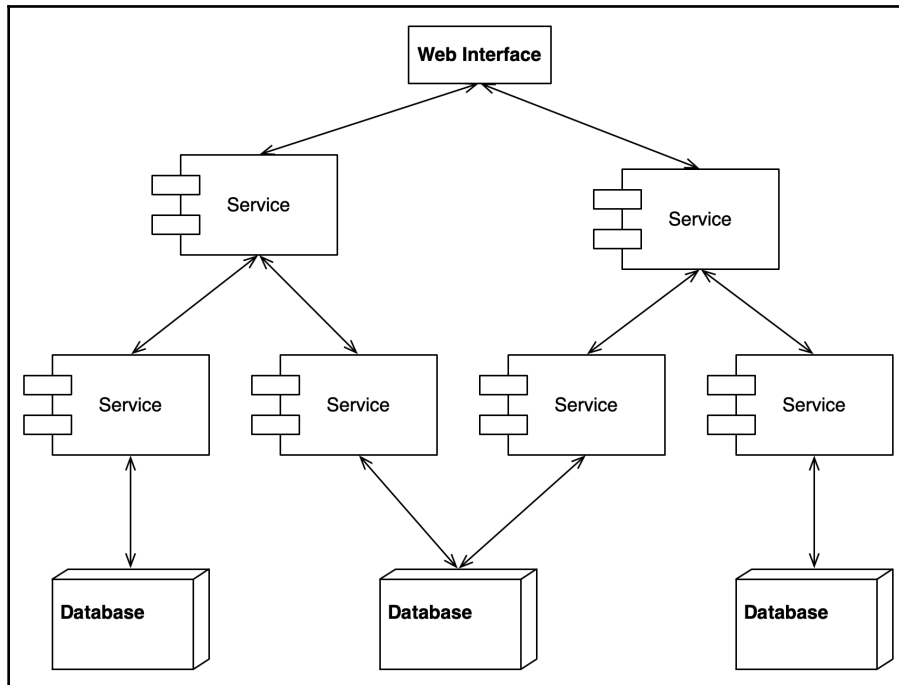 Web Interface
Service
Service
Service
Service
Service
Service
Database
Database
Database